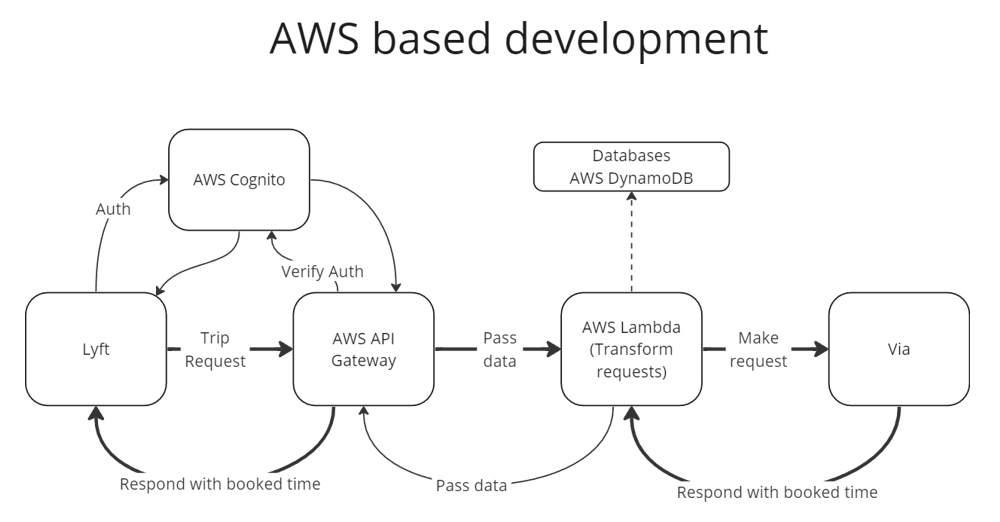 AWS based development
AWS Cognito
Databases
AWS DynamoDB
Auth
Verify Auth
Lyft
Trip
Request
AWS API
Gateway
Pass
data
AWS Lambda
(Transform
requests)
Make
request
Via
Respond with booked time
Pass data
Respond with booked time